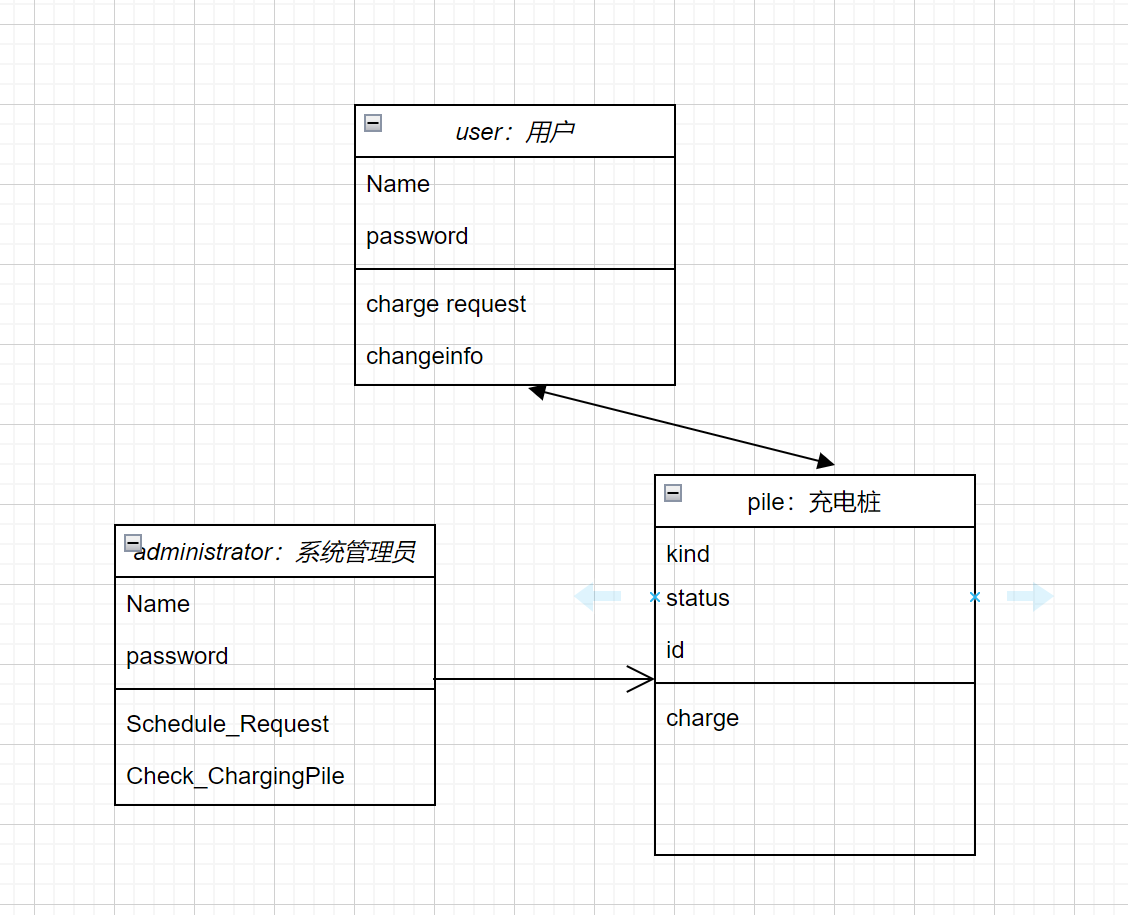 user：用户
Name
password
charge request
changeinfo
administrator：系统管理员
Name
password
Schedule_Request
Check_ChargingPile
pile：充电桩
kind
status
id
charge